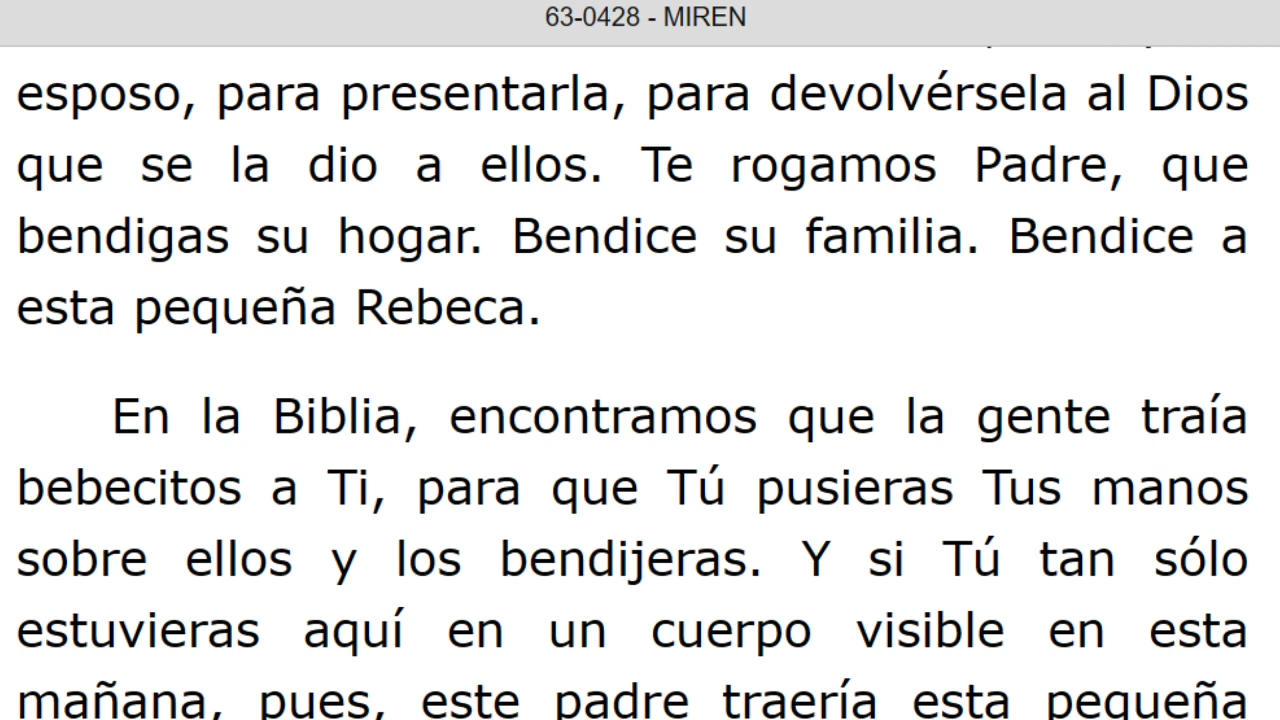 63-0428 - MIREN
esposo, para presentarla, para devolvérsela al Dios
que se la dio a ellos. Te rogamos Padre, que
bendigas su hogar. Bendice su familia. Bendice a
esta pequeña Rebeca.
En la Biblia, encontramos que la gente traía
bebecitos a Ti, para que Tú pusieras Tus manos
sobre ellos y los bendijeras. Y si Tú tan sólo
estuvieras aquí en un cuerpo visible en esta
mañana, pues, este padre traería esta pequeña